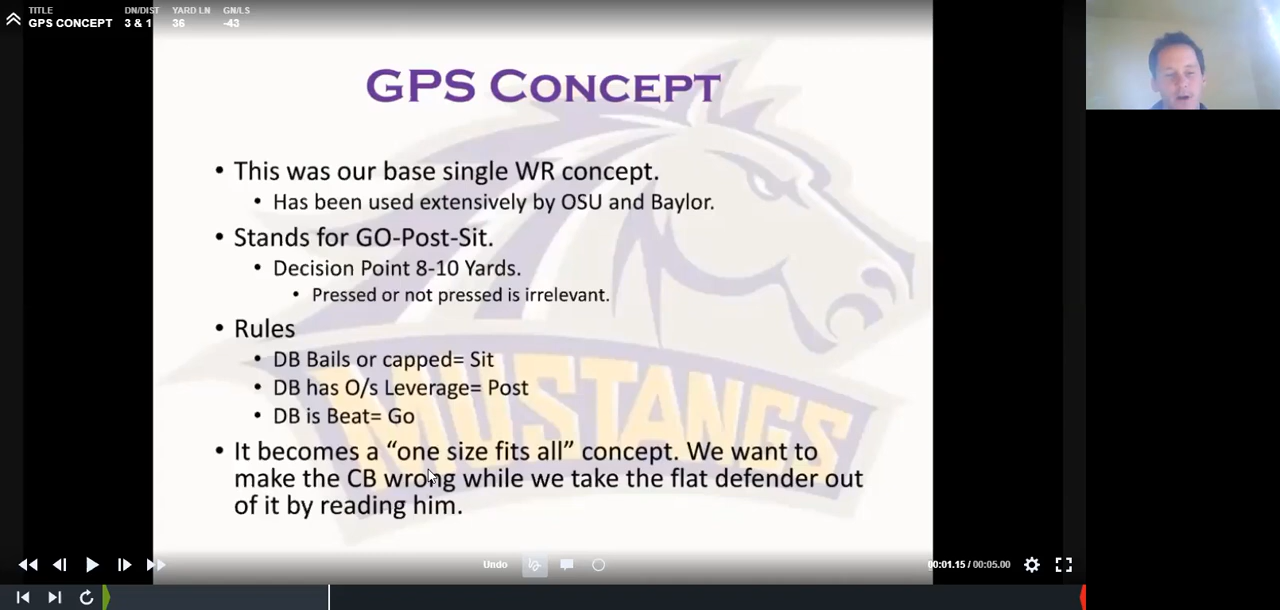 TITLE DN/DIST YARD LN GN/LS
GPS CONCEPT 3 & 1 36 -43
GPS Concept
• This was our base single WR concept.
• Has been used extensively by OSU and Baylor.
• Stands for GO-Post-Sit.
• Decision Point 8-10 Yards.
• Pressed or not pressed is irrelevant.
• Rules
• DB Bails or capped= Sit
• DB has O/s Leverage= Post
• DB is Beat= Go
• It becomes a “one size fits all” concept. We want to
make the CB wrong while we take the flat defender out
of it by reading him.
MUSTANGS
Undo
00:01.15 / 00:05.00